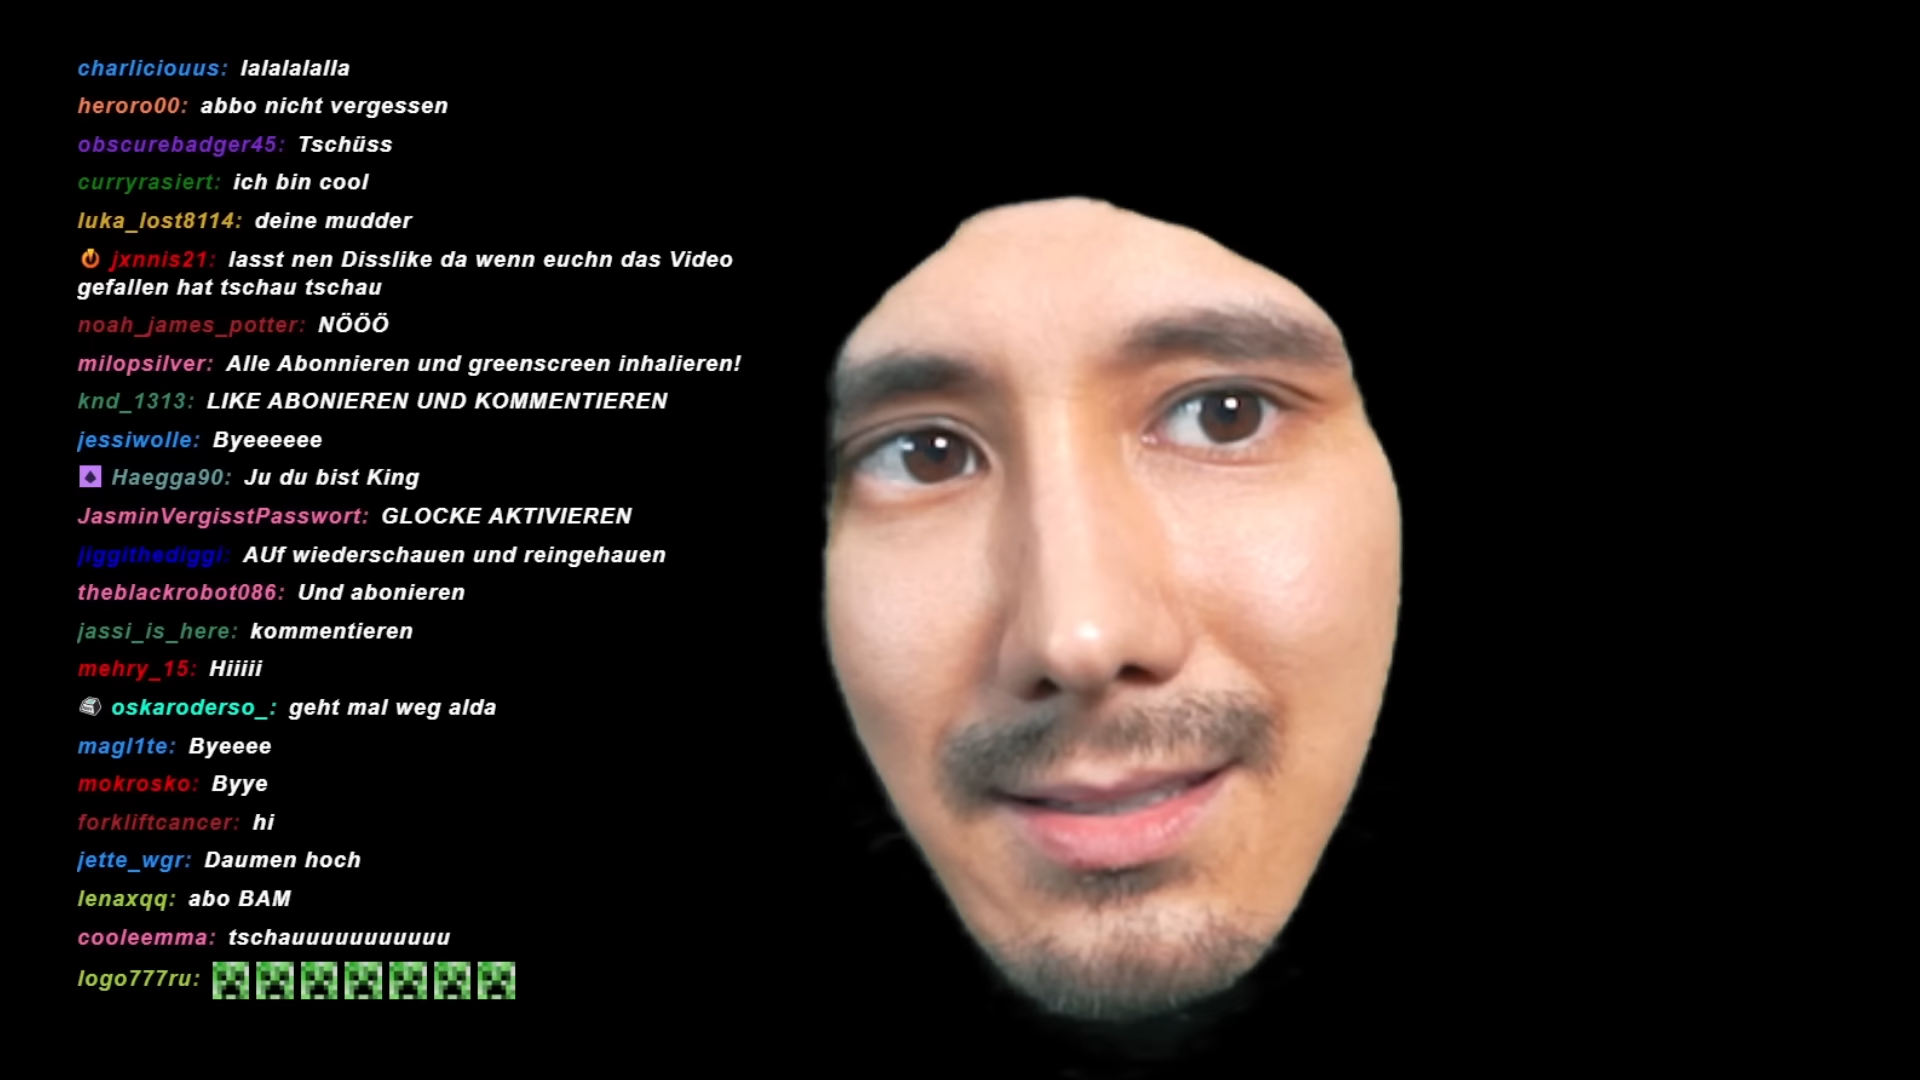 charliciouus: lalalalalla
heroro00: abbo nicht vergessen
obscurebadger45: Tschüss
curryrasiert: ich bin cool
luka_lost8114: deine mudder
jxnnis21: lasst nen Disslike da wenn euchn das Video
gefallen hat tschau tschau
noah_james_potter: NÖÖÖ
milopsilver: Alle Abonnieren und greenscreen inhalieren!
knd_1313: LIKE ABONIEREN UND KOMMENTIEREN
jessiwolle: Byeeeeee
Haegga90: Ju du bist King
JasminVergisstPasswort: GLOCKE AKTIVIEREN
jiggithediggi: AUf wiederschauen und reingehauen
theblackrobot086: Und abonieren
jassi_is_here: kommentieren
mehry_15: Hiiiii
oskaroderso_: geht mal weg alda
magl1te: Byeeee
mokrosko: Byye
forkliftcancer: hi
jette_wgr: Daumen hoch
lenaxqq: abo BAM
cooleemma: tschauuuuuuuuuuu
logo777ru: